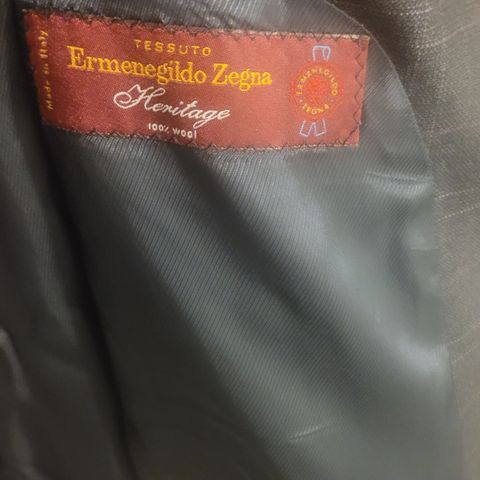 Made in Italy
TESSUTO
Ermenegildo Zegna
Heritage
100% WOOL
ERMENEGILDO
ZEGNA